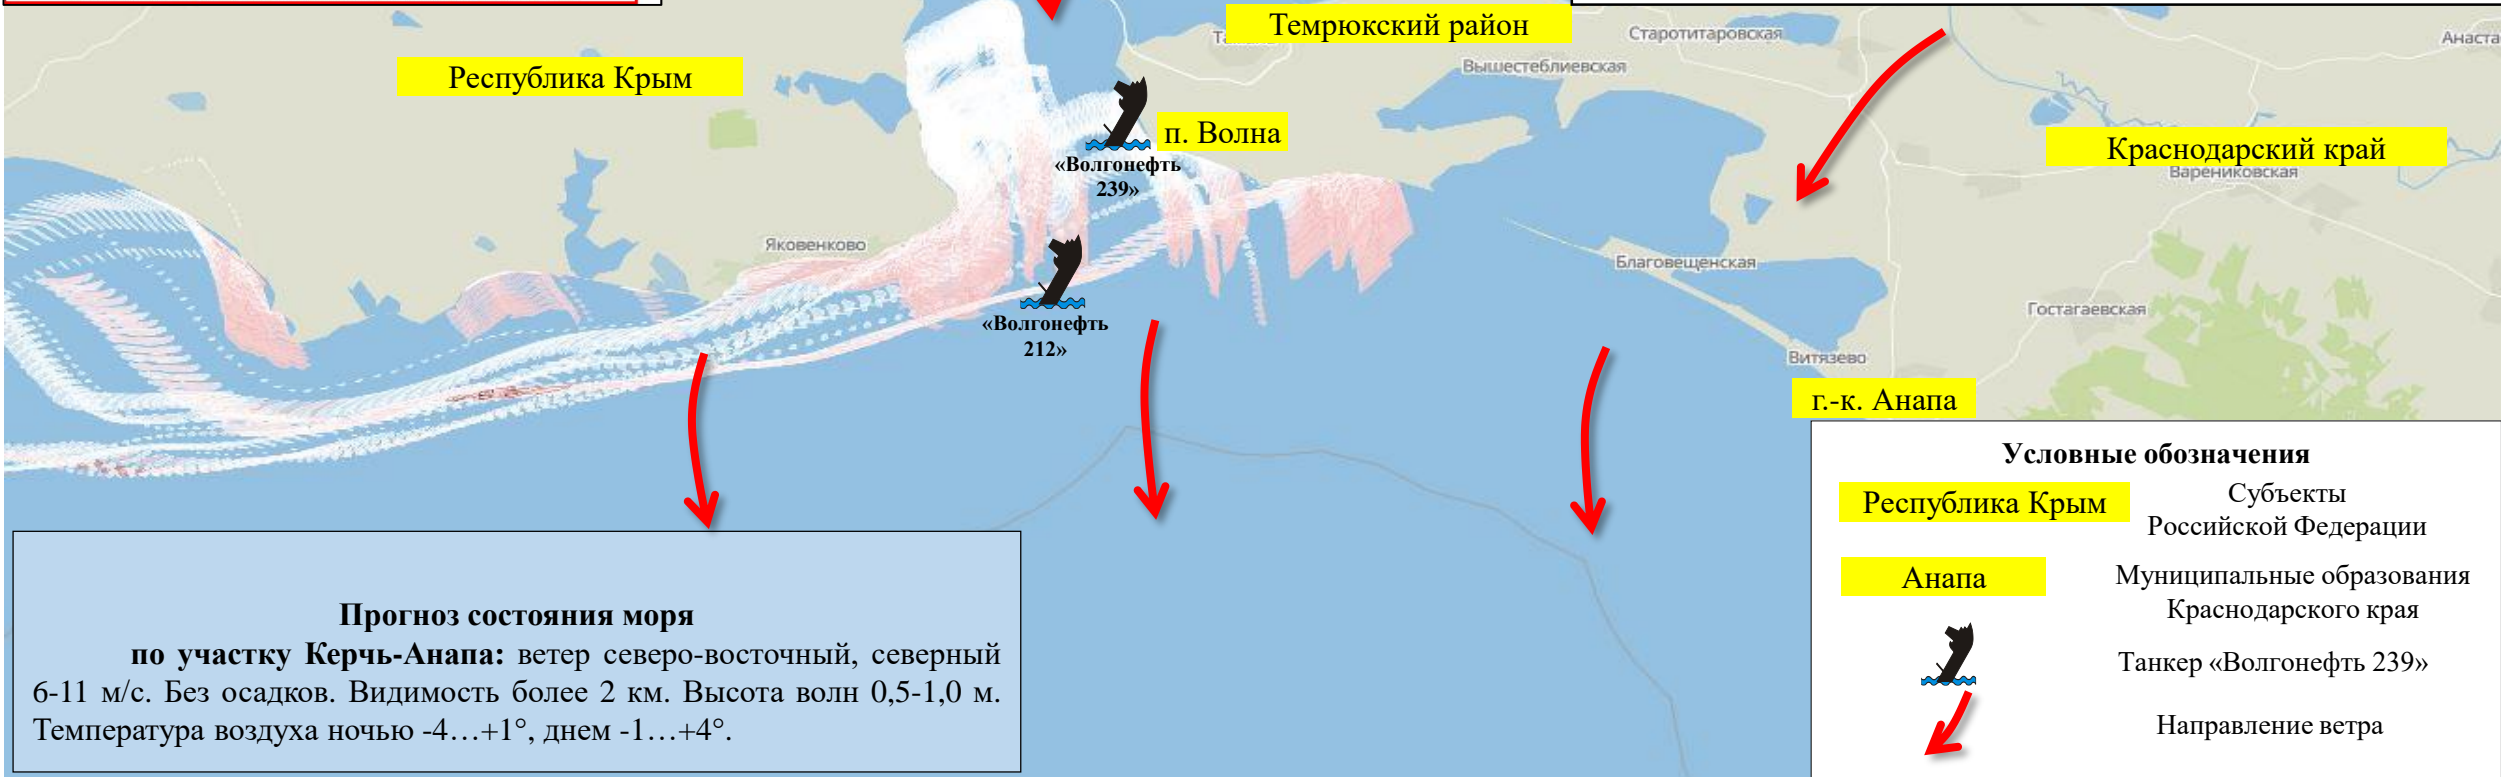 Темрюкский район
Старотитаровская
Вышестеблиевская
Республика Крым
п. Волна
«Волгонефть
239»
Краснодарский край
Варениковская
Яковенково
Благовещенская
«Волгонефть
212»
Гостагаевская
Витязево
г.-к. Анапа
Прогноз состояния моря
по участку Керчь-Анапа: ветер северо-восточный, северный
6-11 м/с. Без осадков. Видимость более 2 км. Высота волн 0,5-1,0 м.
Температура воздуха ночью -4…+1°, днем -1…+4°.
Условные обозначения
Республика Крым
Субъекты
Российской Федерации
Анапа
Муниципальные образования
Краснодарского края
Танкер «Волгонефть 239»
Направление ветра